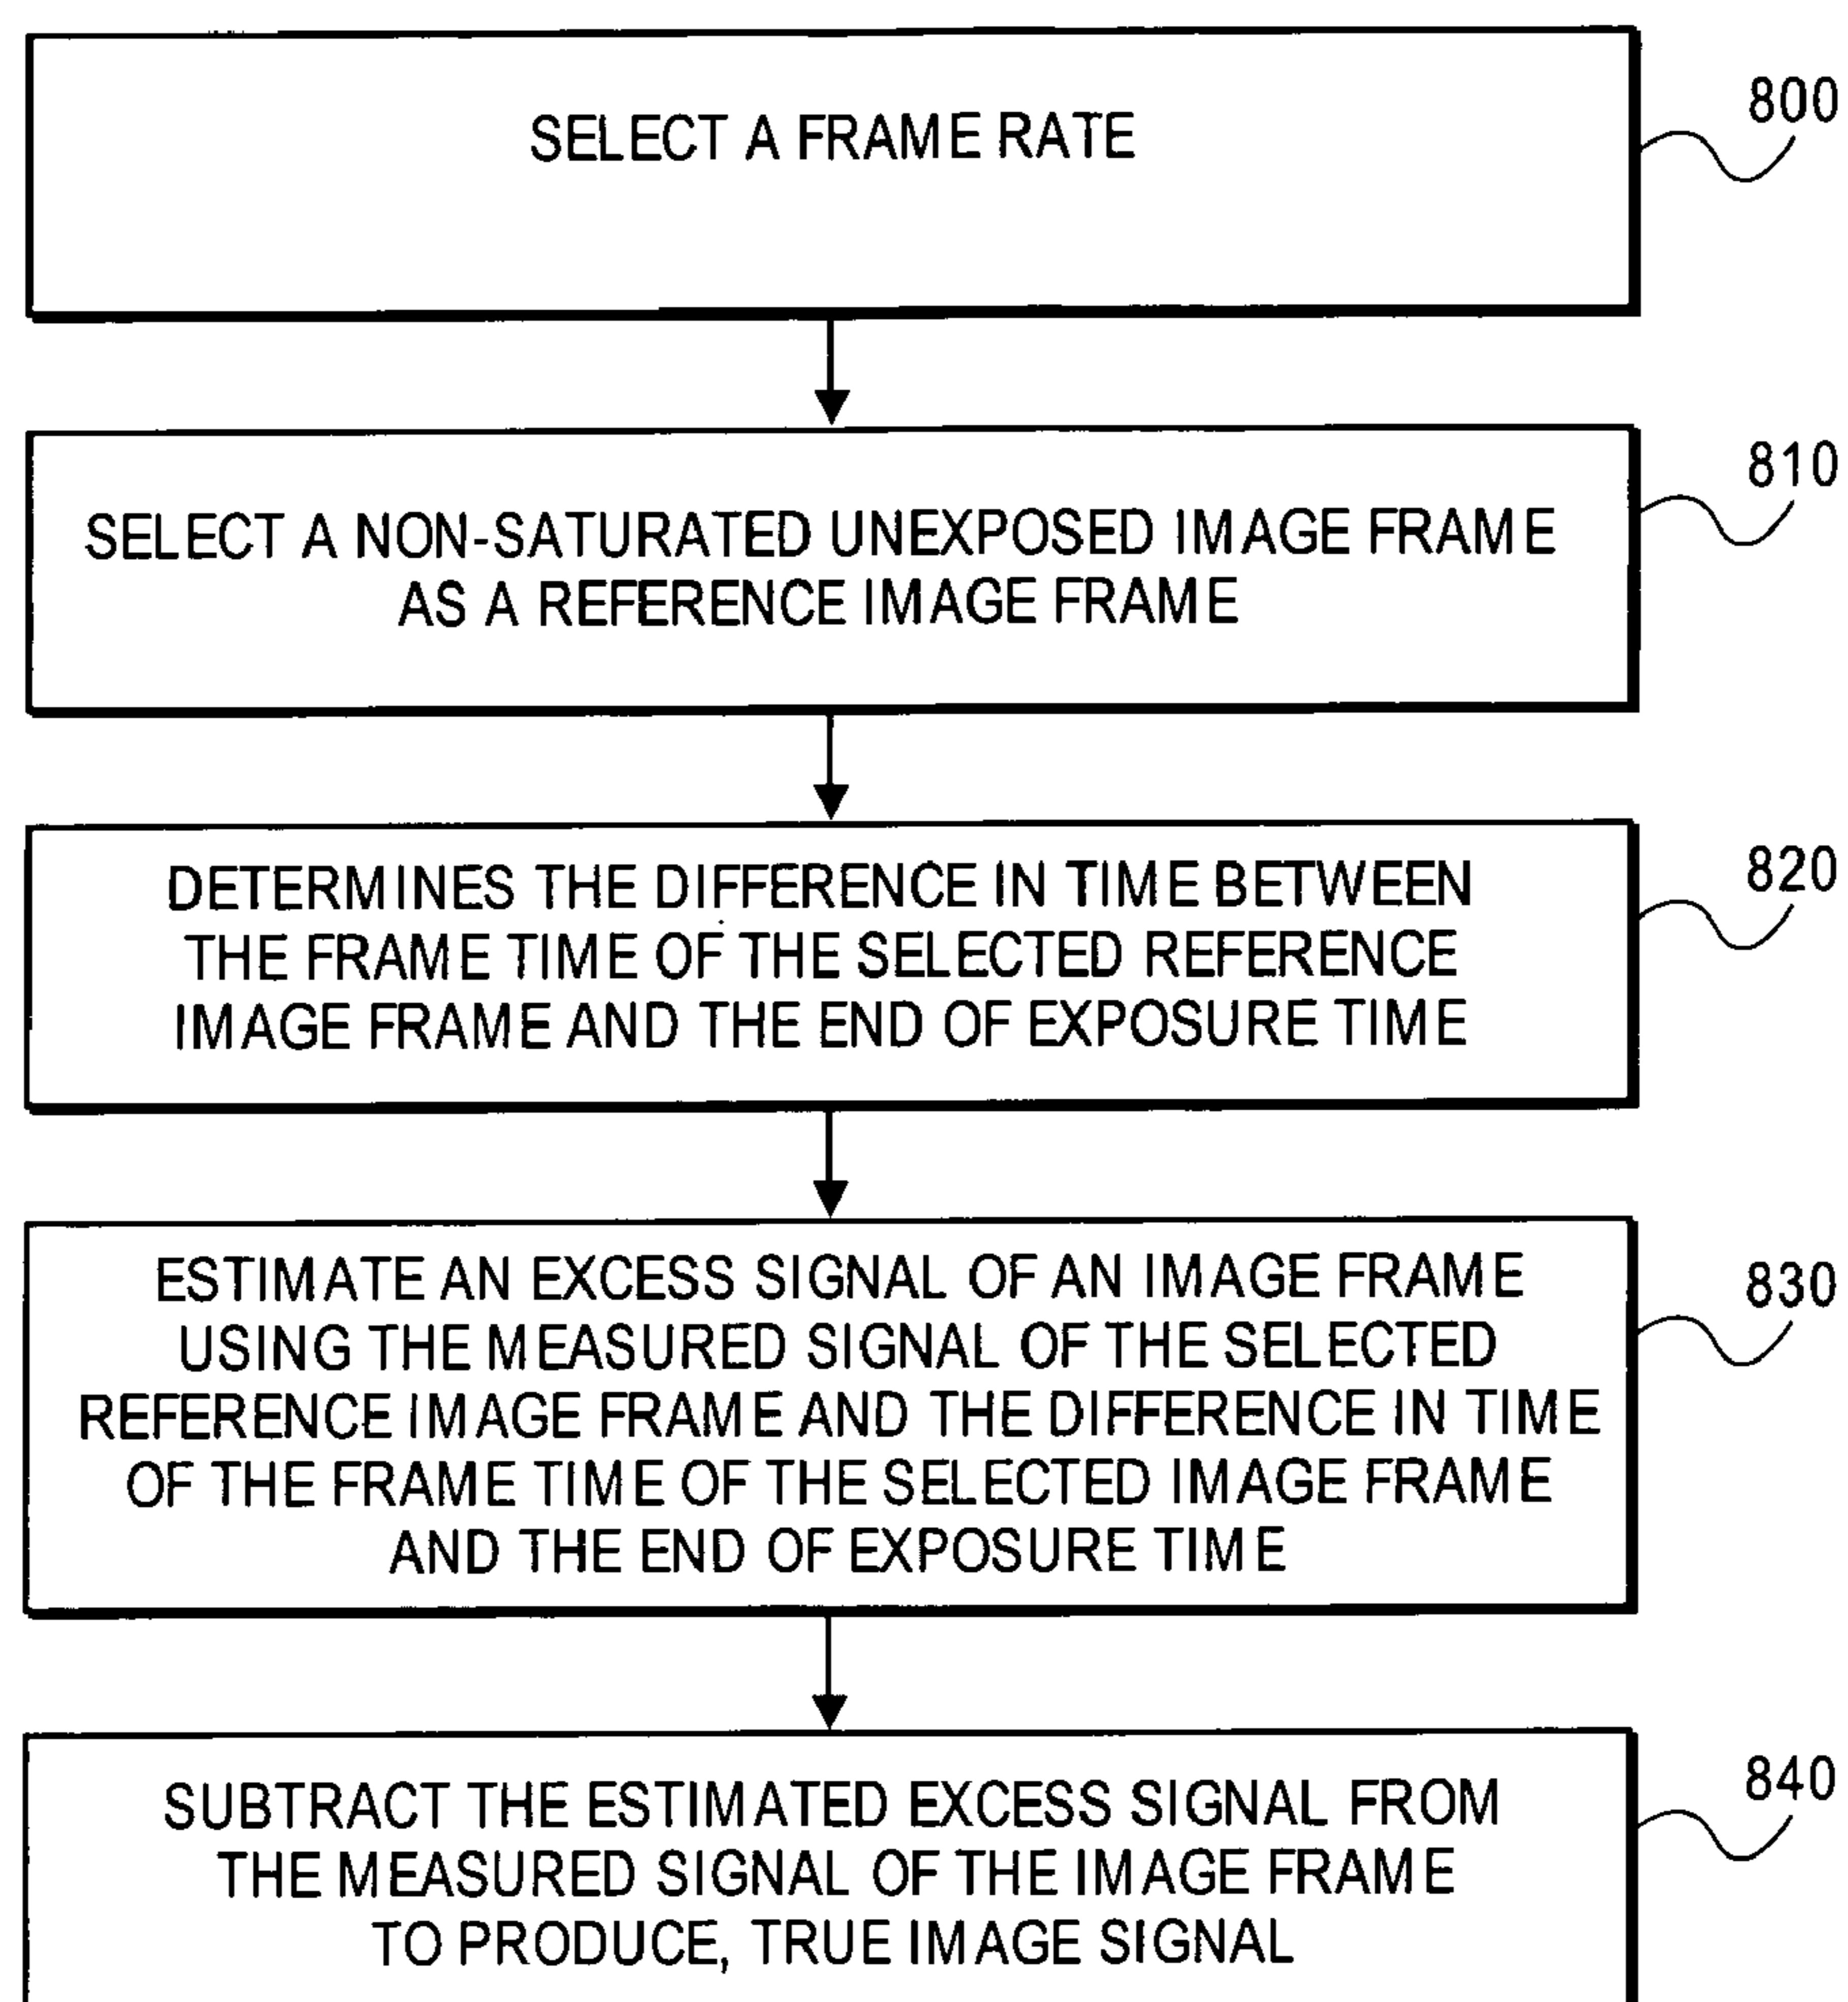 SELECT A FRAME RATE
800
SELECT A NON-SATURATED UNEXPOSED IMAGE FRAME
AS A REFERENCE IMAGE FRAME
810
DETERMINES THE DIFFERENCE IN TIME BETWEEN
THE FRAME TIME OF THE SELECTED REFERENCE
IMAGE FRAME AND THE END OF EXPOSURE TIME
820
ESTIMATE AN EXCESS SIGNAL OF AN IMAGE FRAME
USING THE MEASURED SIGNAL OF THE SELECTED
REFERENCE IMAGE FRAME AND THE DIFFERENCE IN TIME
OF THE FRAME TIME OF THE SELECTED IMAGE FRAME
AND THE END OF EXPOSURE TIME
830
SUBTRACT THE ESTIMATED EXCESS SIGNAL FROM
THE MEASURED SIGNAL OF THE IMAGE FRAME
TO PRODUCE, TRUE IMAGE SIGNAL
840